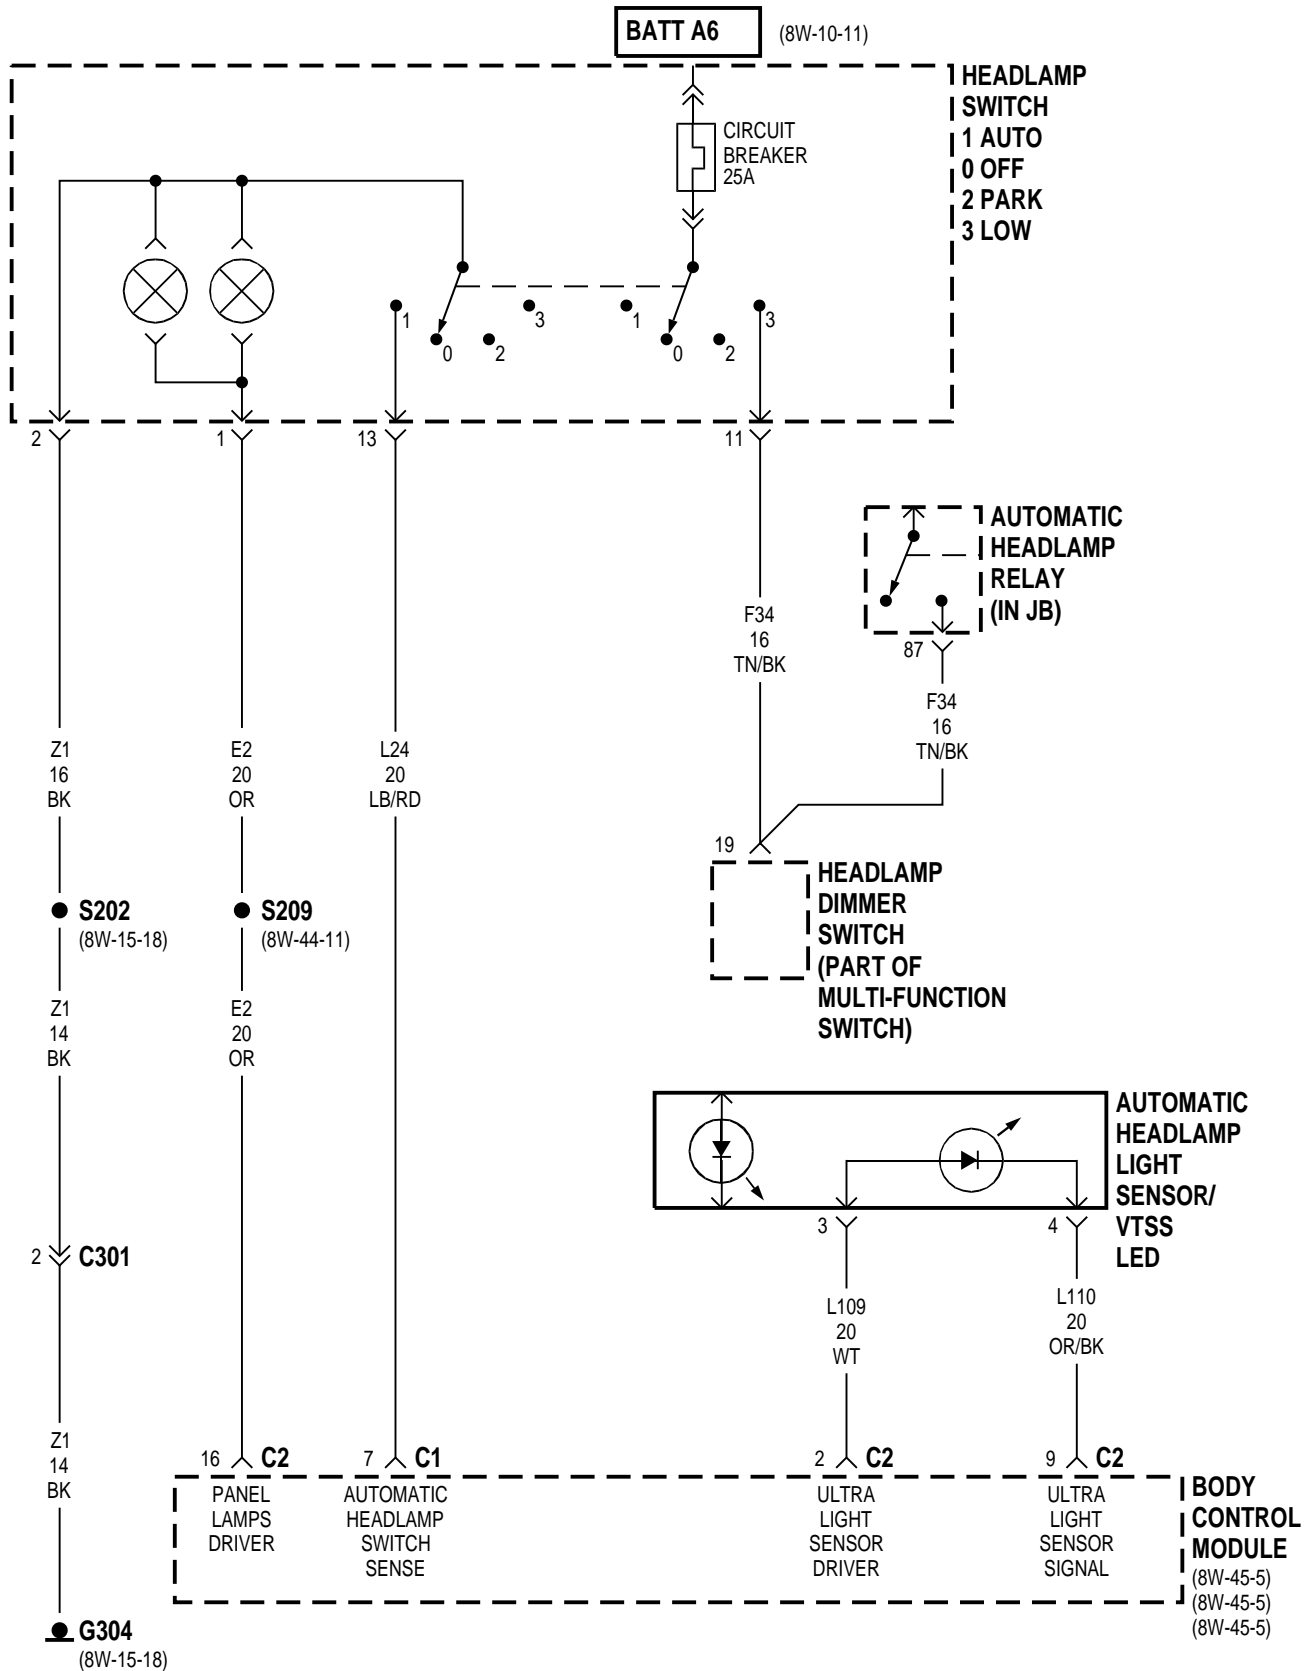 BATT A6
(8W-10-11)
HEADLAMP
SWITCH
1 AUTO
0 OFF
2 PARK
3 LOW
CIRCUIT
BREAKER
25A
1
0
2
3
1
0
2
3
2
1
13
11
AUTOMATIC
HEADLAMP
RELAY
(IN JB)
87
F34
16
TN/BK
F34
16
TN/BK
Z1
16
BK
E2
20
OR
L24
20
LB/RD
19
HEADLAMP
DIMMER
SWITCH
(PART OF
MULTI-FUNCTION
SWITCH)
S202
(8W-15-18)
S209
(8W-44-11)
Z1
14
BK
E2
20
OR
AUTOMATIC
HEADLAMP
LIGHT
SENSOR/
VTSS
LED
3
4
2
C301
L109
20
WT
L110
20
OR/BK
Z1
14
BK
16
C2
7
C1
2
C2
9
C2
PANEL
LAMPS
DRIVER
AUTOMATIC
HEADLAMP
SWITCH
SENSE
ULTRA
LIGHT
SENSOR
DRIVER
ULTRA
LIGHT
SENSOR
SIGNAL
BODY
CONTROL
MODULE
(8W-45-5)
(8W-45-5)
(8W-45-5)
G304
(8W-15-18)